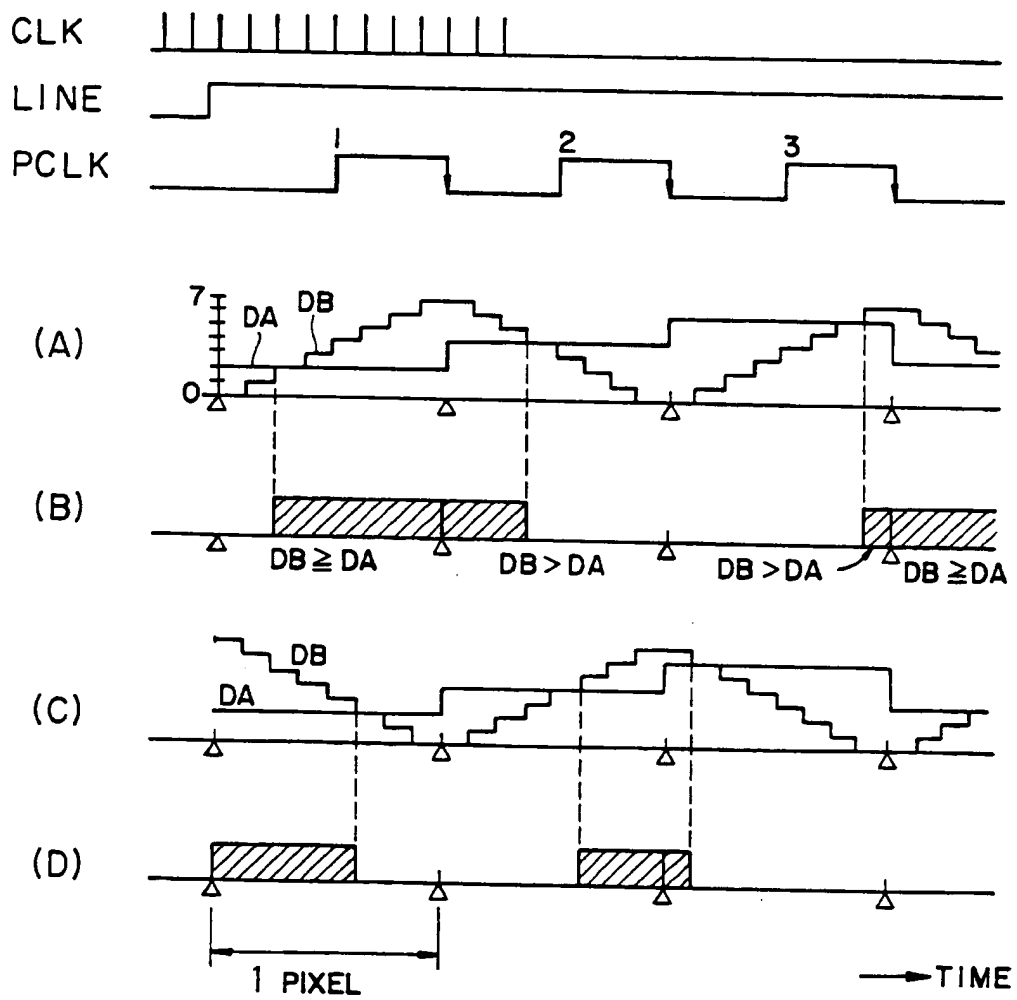 CLK
LINE
PCLK
1 2 3
(A)
7
DA
DB
0
(B)
DB≧DA
DB>DA
DB>DA
DB≧DA
(C)
DB
DA
(D)
1 PIXEL
TIME